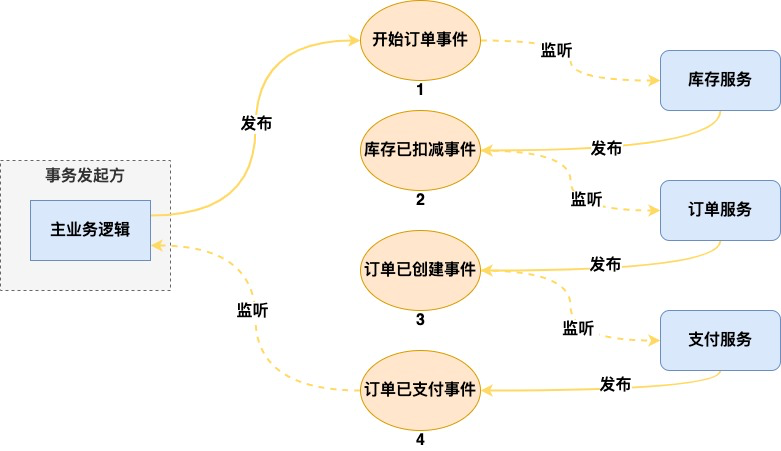 开始订单事件
监听
1
库存服务
发布
库存已扣减事件
发布
2
监听
事务发起方
主业务逻辑
订单服务
订单已创建事件
发布
3
监听
监听
支付服务
订单已支付事件
发布
4